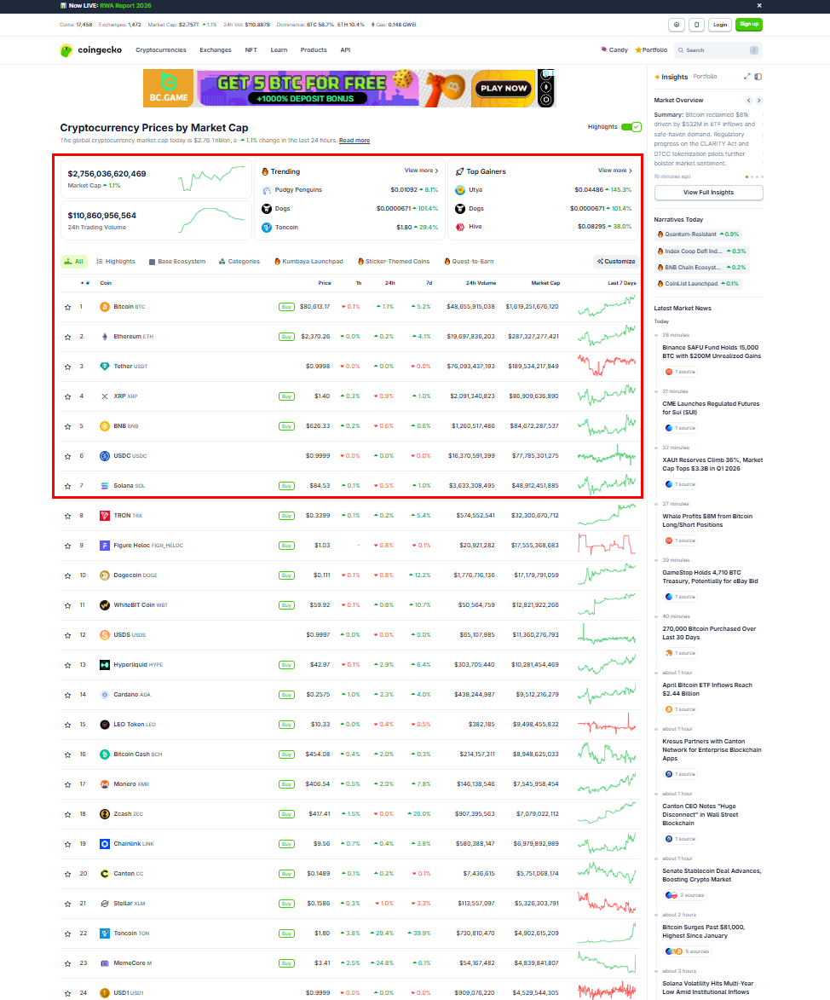 Now LIVE: RWA Report 2026
Coins: 17,458 Exchanges: 1,472 Market Cap: $2.757T 1.1% 24h Vol: $110.887B Dominance: BTC 58.7% ETH 10.4% Gas: 0.148 GWEI
Login Sign up
coingecko Cryptocurrencies Exchanges NFT Learn Products API Candy Portfolio Search /
BC.GAME GET 5 BTC FOR FREE +1000% DEPOSIT BONUS PLAY NOW
Cryptocurrency Prices by Market Cap
Highlights
The global cryptocurrency market cap today is $2.76 Trillion, a 1.1% change in the last 24 hours. Read more
$2,756,036,620,469
Market Cap 1.1%
$110,860,956,564
24h Trading Volume
Trending View more
Pudgy Penguins $0.01092 8.1%
Dogs $0.0000671 101.4%
Toncoin $1.80 29.4%
Top Gainers View more
Utya $0.04486 145.3%
Dogs $0.0000671 101.4%
Hive $0.08295 38.0%
All Highlights Base Ecosystem Categories Kumbaya Launchpad Sticker-Themed Coins Quest-to-Earn Customize
# Coin Price 1h 24h 7d 24h Volume Market Cap Last 7 Days
1 Bitcoin BTC Buy $80,613.17 0.1% 1.1% 5.2% $48,655,915,038 $1,619,251,676,120
2 Ethereum ETH Buy $2,370.26 0.0% 0.2% 4.1% $19,697,836,203 $287,327,277,421
3 Tether USDT $0.9998 0.0% 0.0% 0.0% $76,093,437,193 $189,534,217,849
4 XRP XRP Buy $1.40 0.3% 0.9% 1.0% $2,091,340,823 $86,909,636,890
5 BNB BNB Buy $626.33 0.2% 0.6% 0.6% $1,260,517,486 $84,672,287,537
6 USDC USDC $0.9999 0.0% 0.0% 0.0% $16,370,591,399 $77,785,301,275
7 Solana SOL Buy $84.53 0.1% 0.5% 1.0% $3,633,308,495 $48,912,451,885
8 TRON TRX Buy $0.3399 0.1% 0.2% 5.4% $574,552,541 $32,300,670,712
9 Figure Heloc FIGR_HELOC $1.03 - 0.8% 0.1% $20,921,282 $17,555,368,683
10 Dogecoin DOGE Buy $0.111 0.1% 0.8% 12.2% $1,776,716,136 $17,179,791,059
11 WhiteBIT Coin WBT Buy $59.92 0.1% 0.8% 10.7% $50,564,759 $12,821,922,266
12 USDS USDS $0.9997 0.0% 0.0% 0.0% $65,107,985 $11,360,276,793
13 Hyperliquid HYPE Buy $42.97 0.1% 2.9% 6.4% $303,705,440 $10,281,454,469
14 Cardano ADA Buy $0.2575 1.0% 2.3% 4.0% $438,244,987 $9,512,216,279
15 LEO Token LEO Buy $10.33 0.0% 0.4% 0.5% $382,185 $9,498,455,832
16 Bitcoin Cash BCH Buy $454.08 0.4% 2.0% 0.3% $214,157,311 $8,948,625,033
17 Monero XMR Buy $406.54 0.5% 2.0% 7.8% $146,138,546 $7,545,958,454
18 Zcash ZEC Buy $417.41 1.5% 0.0% 26.0% $907,395,563 $7,079,022,112
19 Chainlink LINK Buy $9.56 0.7% 0.4% 3.8% $580,388,147 $6,979,892,989
20 Canton CC Buy $0.1489 0.1% 0.2% 0.1% $7,436,615 $5,751,068,174
21 Stellar XLM Buy $0.1586 0.3% 1.0% 3.3% $113,557,097 $5,326,303,791
22 Toncoin TON Buy $1.80 3.8% 29.4% 39.9% $730,810,470 $4,902,615,209
23 MemeCore M Buy $3.41 2.5% 24.8% 6.1% $54,167,482 $4,839,841,807
24 USD1 USD1 Buy $0.9999 0.0% 0.0% 0.0% $909,076,220 $4,529,544,305
Insights Portfolio
Market Overview
Summary: Bitcoin reclaimed $81k
driven by $532M in ETF inflows and
safe-haven demand. Regulatory
progress on the CLARITY Act and
DTCC tokenization pilots further
bolster market sentiment.
10 minutes ago
View Full Insights
Narratives Today
Quantum-Resistant 0.9%
Index Coop Defi Ind... 0.3%
BNB Chain Ecosyst... 0.2%
CoinList Launchpad 0.1%
Latest Market News
Today
28 minutes
Binance SAFU Fund Holds 15,000
BTC with $200M Unrealized Gains
1 source
31 minutes
CME Launches Regulated Futures
for Sui (SUI)
1 source
32 minutes
XAUt Reserves Climb 36%, Market
Cap Tops $3.3B in Q1 2026
1 source
37 minutes
Whale Profits $8M from Bitcoin
Long/Short Positions
1 source
39 minutes
GameStop Holds 4,710 BTC
Treasury, Potentially for eBay Bid
1 source
40 minutes
270,000 Bitcoin Purchased Over
Last 30 Days
1 source
about 1 hour
April Bitcoin ETF Inflows Reach
$2.44 Billion
1 source
about 1 hour
Kresus Partners with Canton
Network for Enterprise Blockchain
Apps
1 source
about 1 hour
Canton CEO Notes "Huge
Disconnect" in Wall Street
Blockchain
1 source
about 1 hour
Senate Stablecoin Deal Advances,
Boosting Crypto Market
2 sources
about 2 hours
Bitcoin Surges Past $81,000,
Highest Since January
5 sources
about 3 hours
Solana Volatility Hits Multi-Year
Low Amid Institutional Inflows